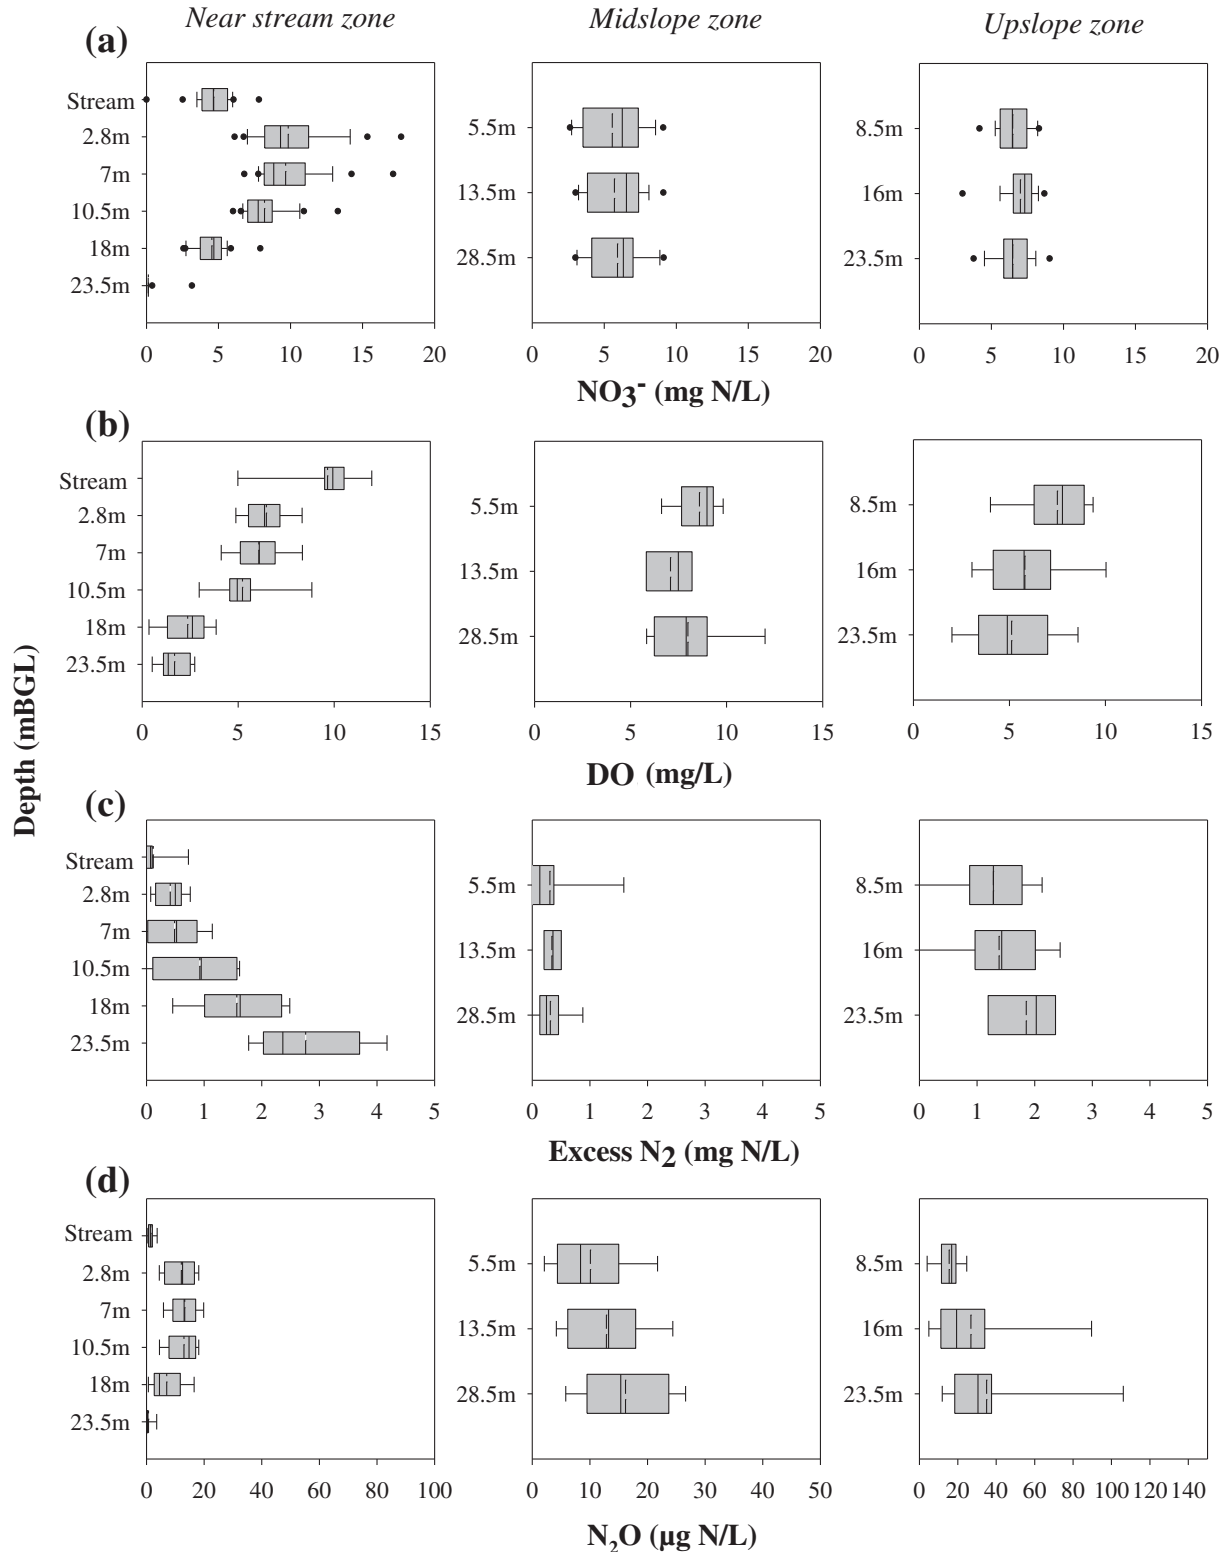 Near stream zone Midslope zone Upslope zone
(a)
Stream
2.8m
7m
10.5m
18m
23.5m
5.5m
13.5m
28.5m
8.5m
16m
23.5m
0 5 10 15 20
0 5 10 15 20
0 5 10 15 20
NO3- (mg N/L)
(b)
Stream
2.8m
7m
10.5m
18m
23.5m
5.5m
13.5m
28.5m
8.5m
16m
23.5m
0 5 10 15
0 5 10 15
0 5 10 15
DO (mg/L)
Depth (mBGL)
(c)
Stream
2.8m
7m
10.5m
18m
23.5m
5.5m
13.5m
28.5m
8.5m
16m
23.5m
0 1 2 3 4 5
0 1 2 3 4 5
0 1 2 3 4 5
Excess N2 (mg N/L)
(d)
Stream
2.8m
7m
10.5m
18m
23.5m
5.5m
13.5m
28.5m
8.5m
16m
23.5m
0 20 40 60 80 100
0 10 20 30 40 50
0 20 40 60 80 100 120 140
N2O (µg N/L)